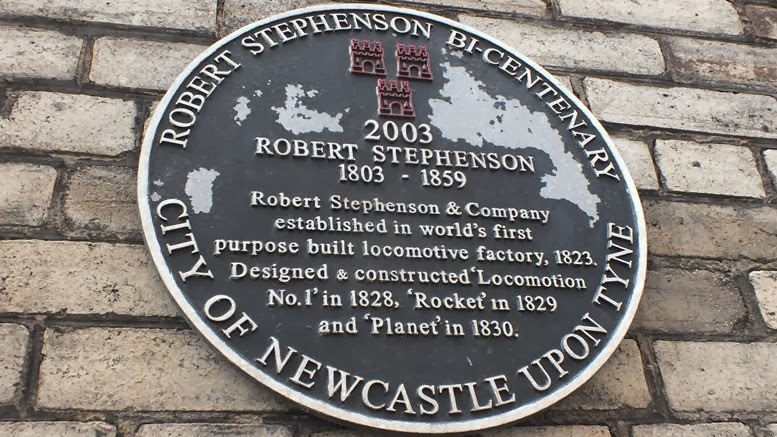 ROBERT STEPHENSON BI-CENTENARY
2003
ROBERT STEPHENSON
1803 - 1859
Robert Stephenson & Company
established in world's first
purpose built locomotive factory, 1823.
Designed & constructed 'Locomotion
No.1' in 1828, 'Rocket' in 1829
and 'Planet' in 1830.
CITY OF NEWCASTLE UPON TYNE